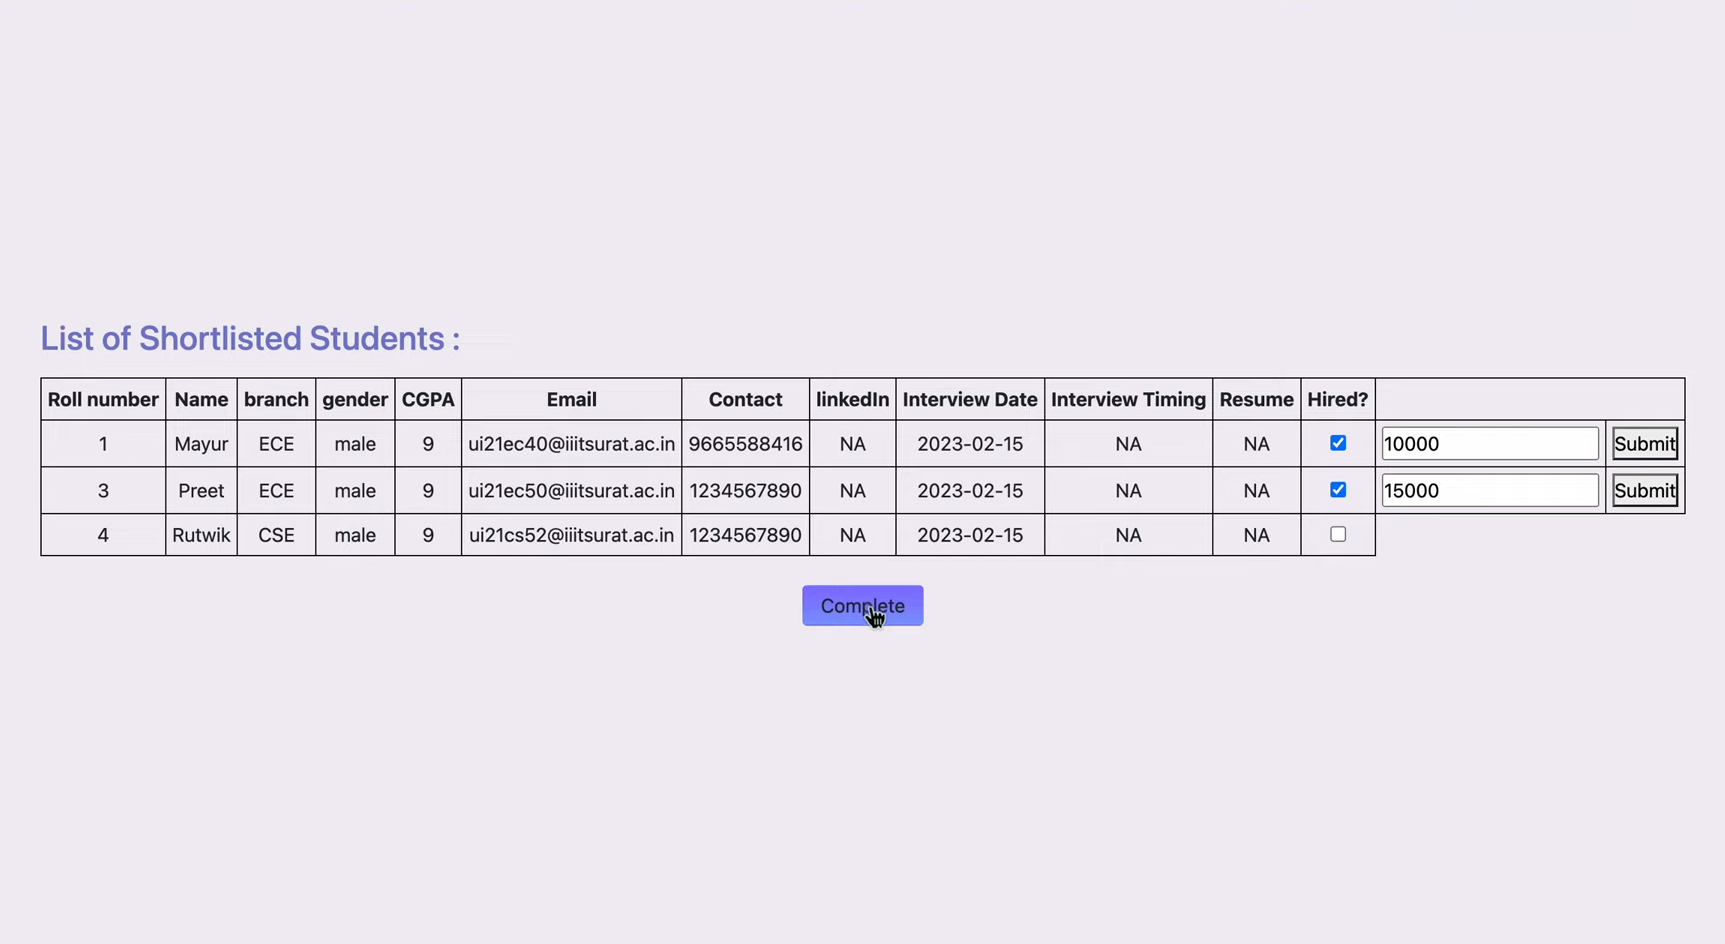 List of Shortlisted Students :
Roll number Name branch gender CGPA Email Contact linkedIn Interview Date Interview Timing Resume Hired?
1 Mayur ECE male 9 ui21ec40@iiitsurat.ac.in 9665588416 NA 2023-02-15 NA NA 10000 Submit
3 Preet ECE male 9 ui21ec50@iiitsurat.ac.in 1234567890 NA 2023-02-15 NA NA 15000 Submit
4 Rutwik CSE male 9 ui21cs52@iiitsurat.ac.in 1234567890 NA 2023-02-15 NA NA
Complete